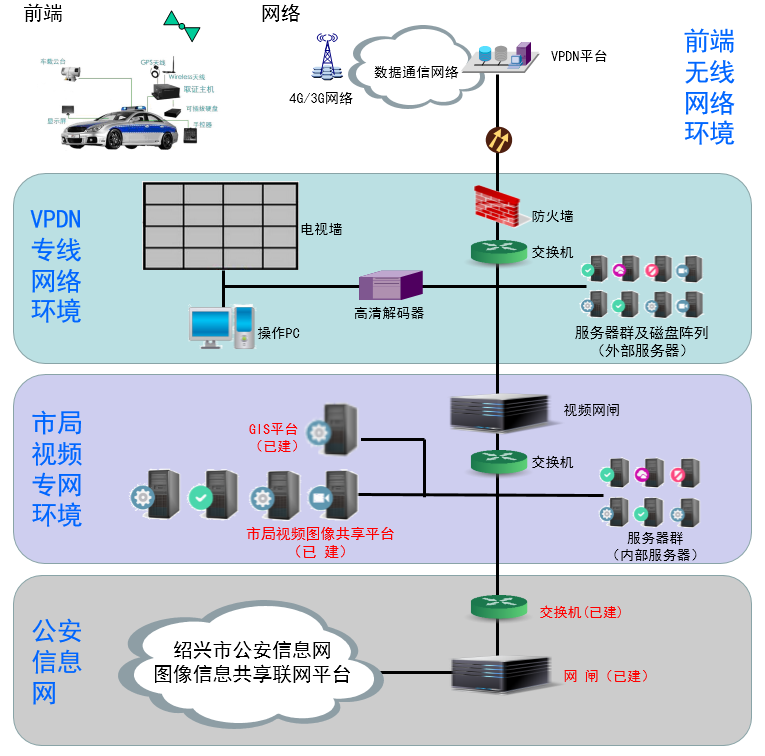 前端
网络
车载云台
GPS天线
Wireless天线
取证主机
可插拔硬盘
显示屏
手控器
4G/3G网络
数据通信网络
VPDN平台
前端
无线
网络
环境
VPDN
专线
网络
环境
电视墙
操作PC
高清解码器
防火墙
交换机
服务器群及磁盘阵列
（外部服务器）
市局
视频
专网
环境
GIS平台
（已建）
市局视频图像共享平台
（已 建）
视频网闸
交换机
服务器群
（内部服务器）
公安
信息
网
绍兴市公安信息网
图像信息共享联网平台
交换机(已建)
网 闸（已建）